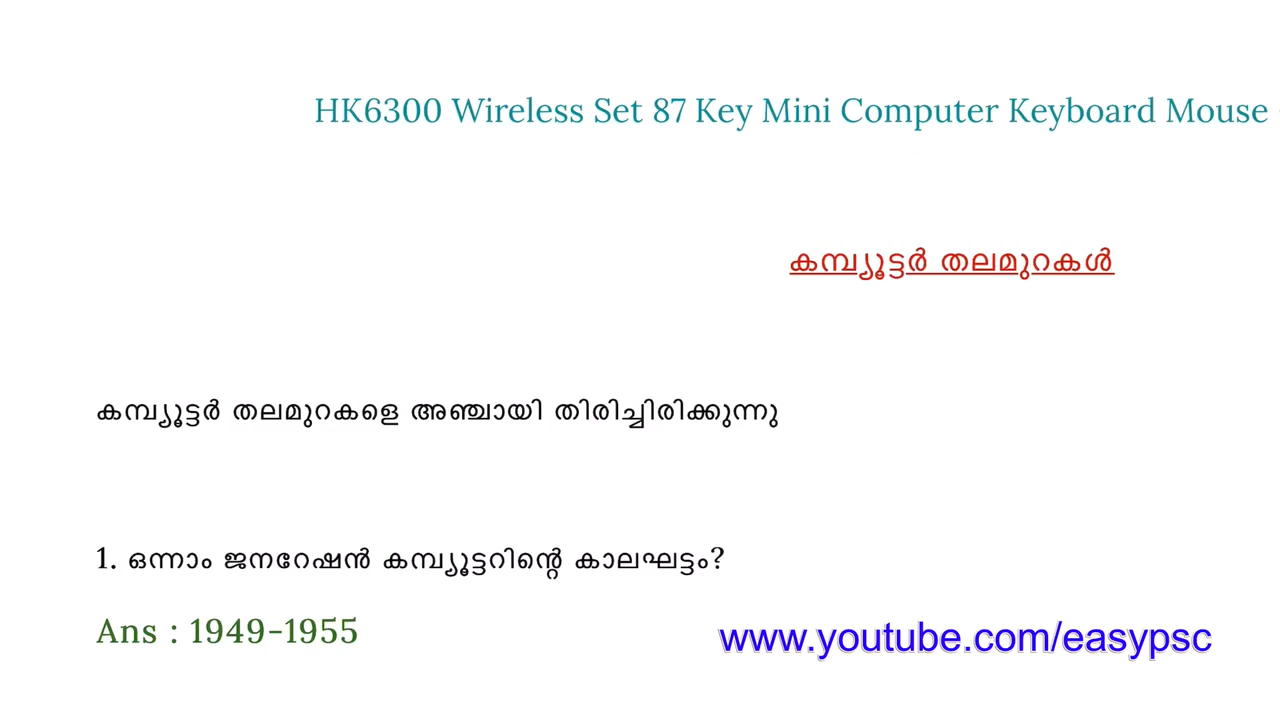 HK6300 Wireless Set 87 Key Mini Computer Keyboard Mouse
കമ്പ്യൂട്ടർ തലമുറകൾ
കമ്പ്യൂട്ടർ തലമുറകളെ അഞ്ചായി തിരിച്ചിരിക്കുന്നു
1. ഒന്നാം ജനറേഷൻ കമ്പ്യൂട്ടറിന്റെ കാലഘട്ടം?
Ans : 1949-1955
www.youtube.com/easypsc